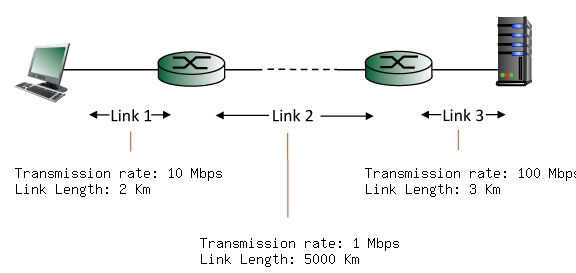 Link 1
Link 2
Link 3
Transmission rate: 10 Mbps
Link Length: 2 Km
Transmission rate: 100 Mbps
Link Length: 3 Km
Transmission rate: 1 Mbps
Link Length: 5000 Km